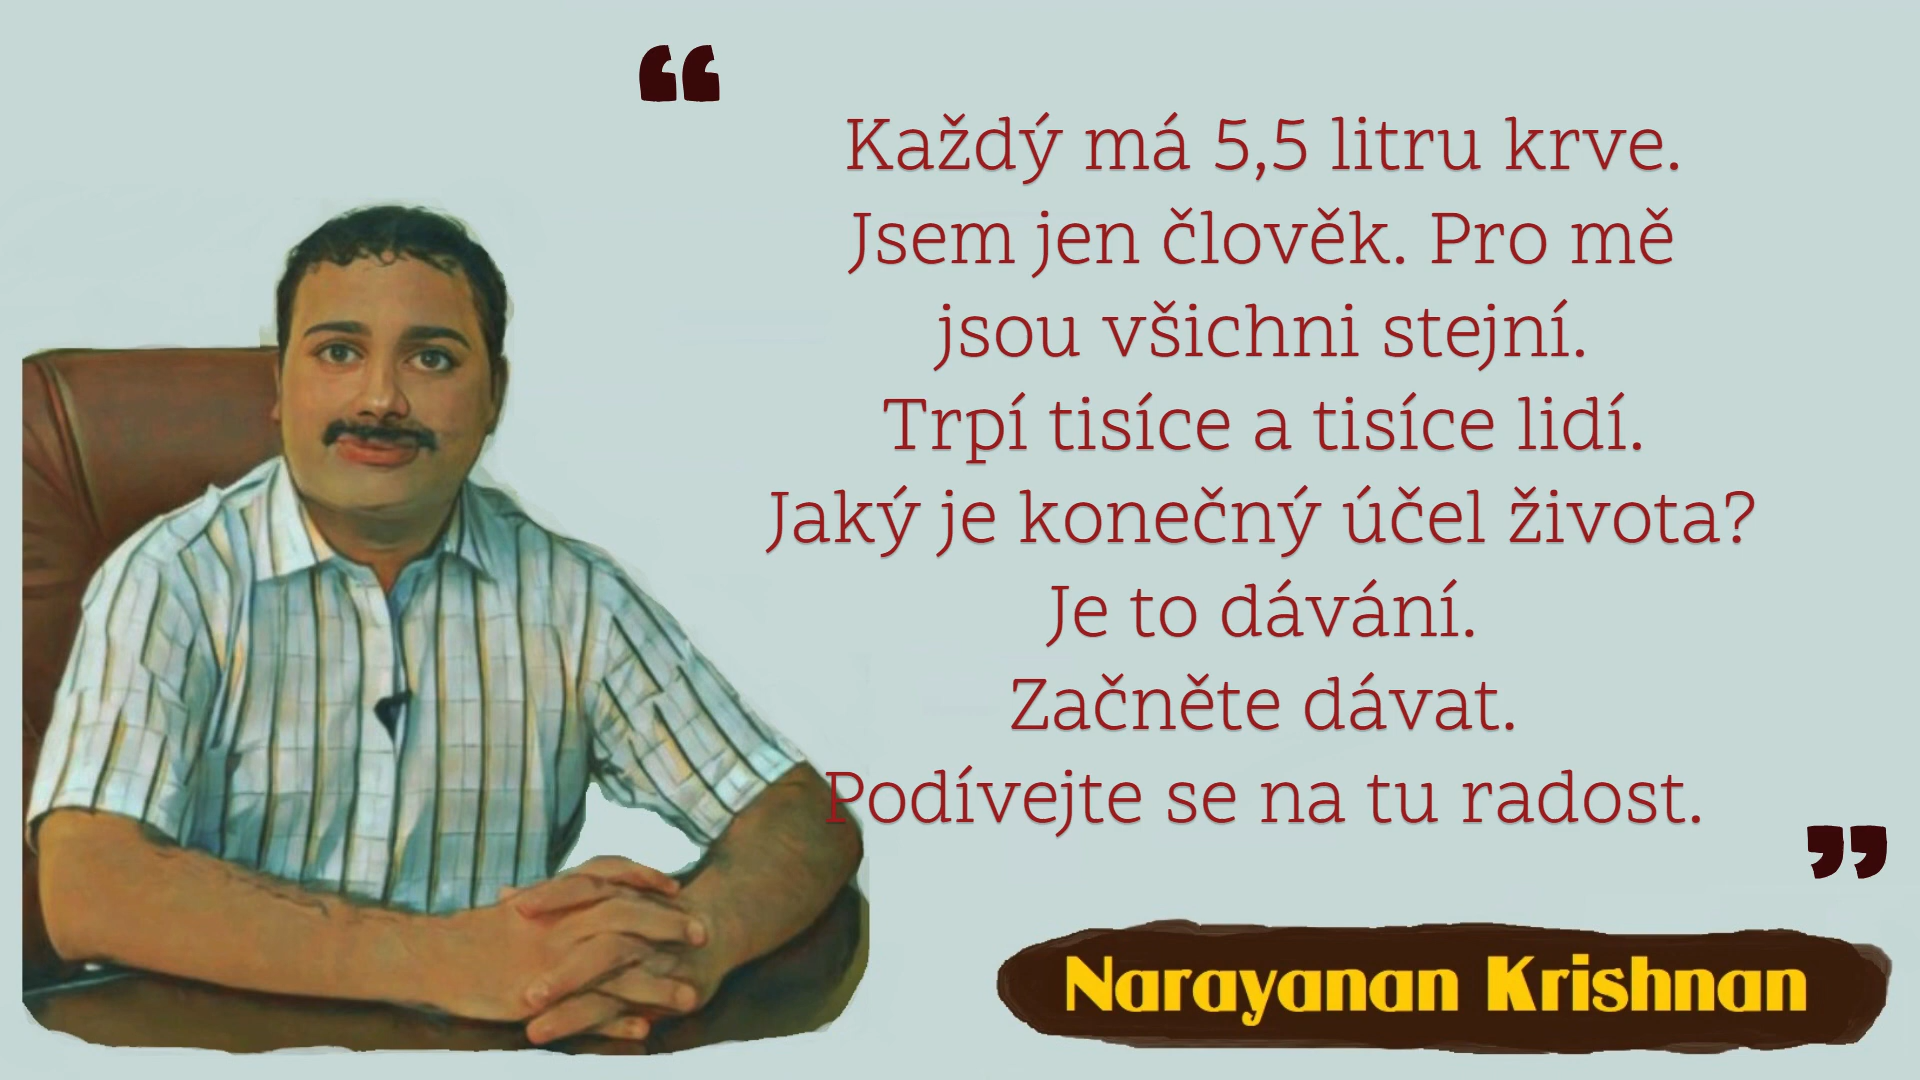 “
Každý má 5,5 litru krve.
Jsem jen člověk. Pro mě
jsou všichni stejní.
Trpí tisíce a tisíce lidí.
Jaký je konečný účel života?
Je to dávání.
Začněte dávat.
Podívejte se na tu radost.
”
Narayanan Krishnan